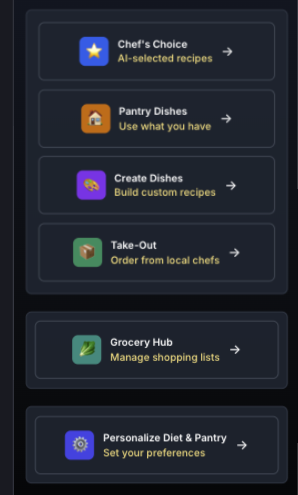 Chef's Choice
AI-selected recipes
Pantry Dishes
Use what you have
Create Dishes
Build custom recipes
Take-Out
Order from local chefs
Grocery Hub
Manage shopping lists
Personalize Diet & Pantry
Set your preferences